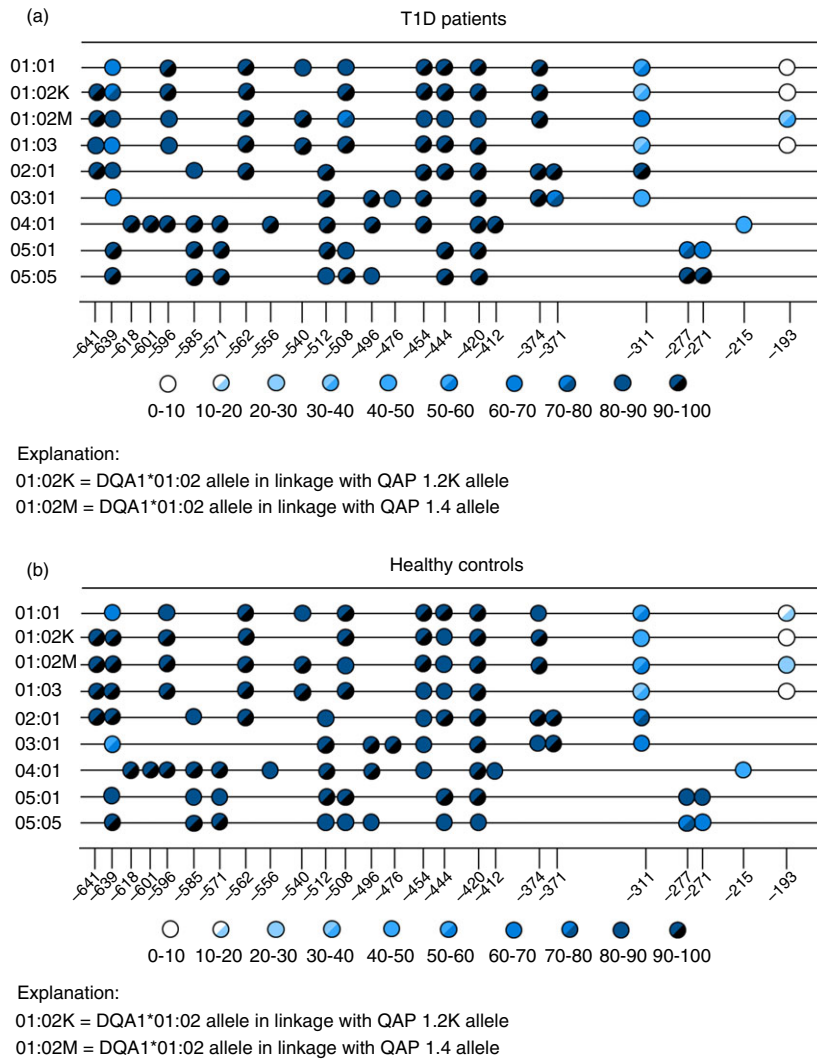 (a)
T1D patients
01:01
01:02K
01:02M
01:03
02:01
03:01
04:01
05:01
05:05
–641 –639 –618 –601 –596 –585 –571 –562 –556 –540 –512 –508 –496 –476 –454 –444 –420 –412 –374 –371 –311 –277 –271 –215 –193
0-10 10-20 20-30 30-40 40-50 50-60 60-70 70-80 80-90 90-100
Explanation:
01:02K = DQA1*01:02 allele in linkage with QAP 1.2K allele
01:02M = DQA1*01:02 allele in linkage with QAP 1.4 allele
(b)
Healthy controls
01:01
01:02K
01:02M
01:03
02:01
03:01
04:01
05:01
05:05
–641 –639 –618 –601 –596 –585 –571 –562 –556 –540 –512 –508 –496 –476 –454 –444 –420 –412 –374 –371 –311 –277 –271 –215 –193
0-10 10-20 20-30 30-40 40-50 50-60 60-70 70-80 80-90 90-100
Explanation:
01:02K = DQA1*01:02 allele in linkage with QAP 1.2K allele
01:02M = DQA1*01:02 allele in linkage with QAP 1.4 allele